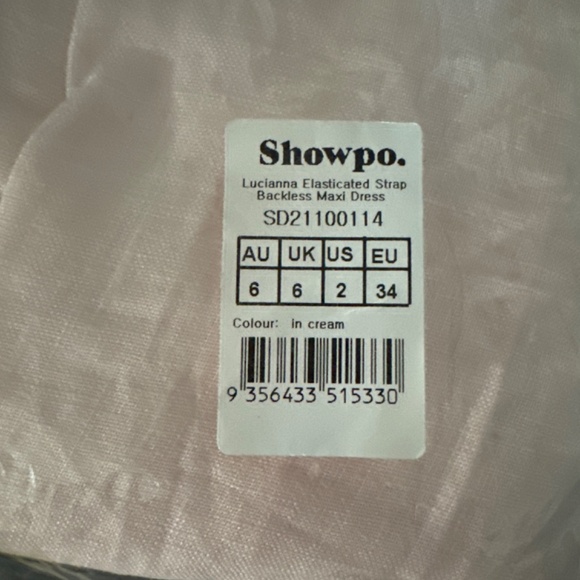 Showpo.
Lucianna Elasticated Strap
Backless Maxi Dress
SD21100114
AU UK US EU
6 6 2 34
Colour: in cream
9 356433 515330